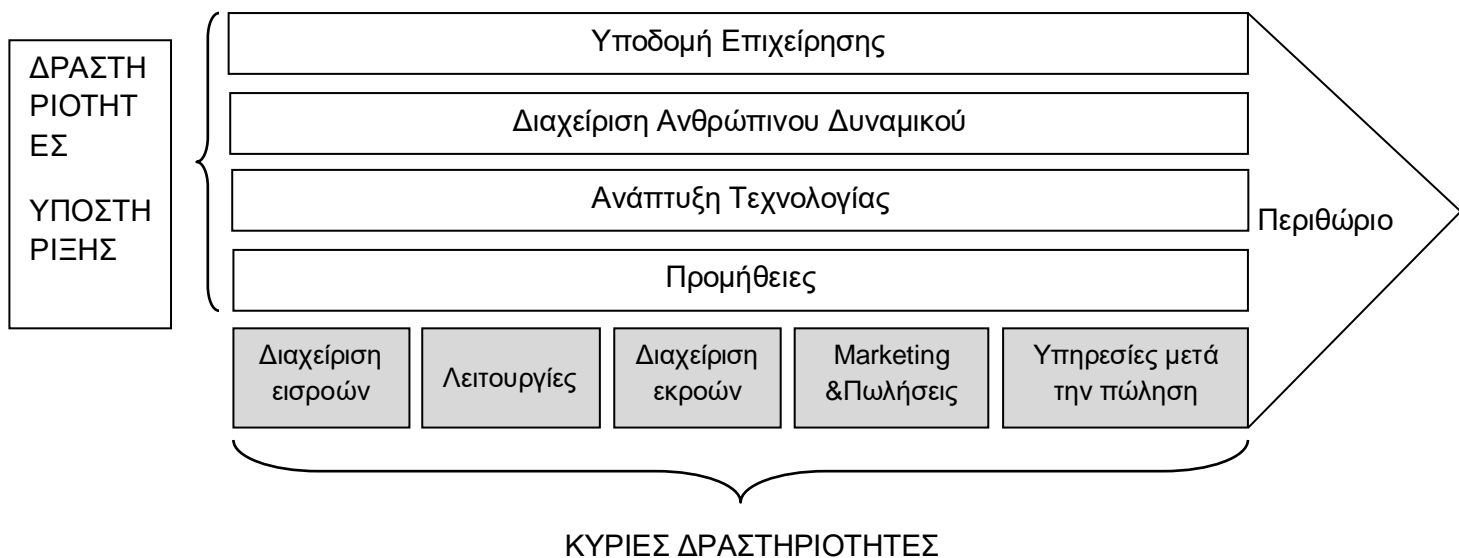 Υποδομή Επιχείρησης
ΔΡΑΣΤΗ
ΡΙΟΤΗΤ
ΕΣ
ΥΠΟΣΤΗ
ΡΙΞΗΣ
Διαχείριση Ανθρώπινου Δυναμικού
Ανάπτυξη Τεχνολογίας
Προμήθειες
Περιθώριο
Διαχείριση
εισροών
Λειτουργίες
Διαχείριση
εκροών
Marketing
&Πωλήσεις
Υπηρεσίες μετά
την πώληση
ΚΥΡΙΕΣ ΔΡΑΣΤΗΡΙΟΤΗΤΕΣ